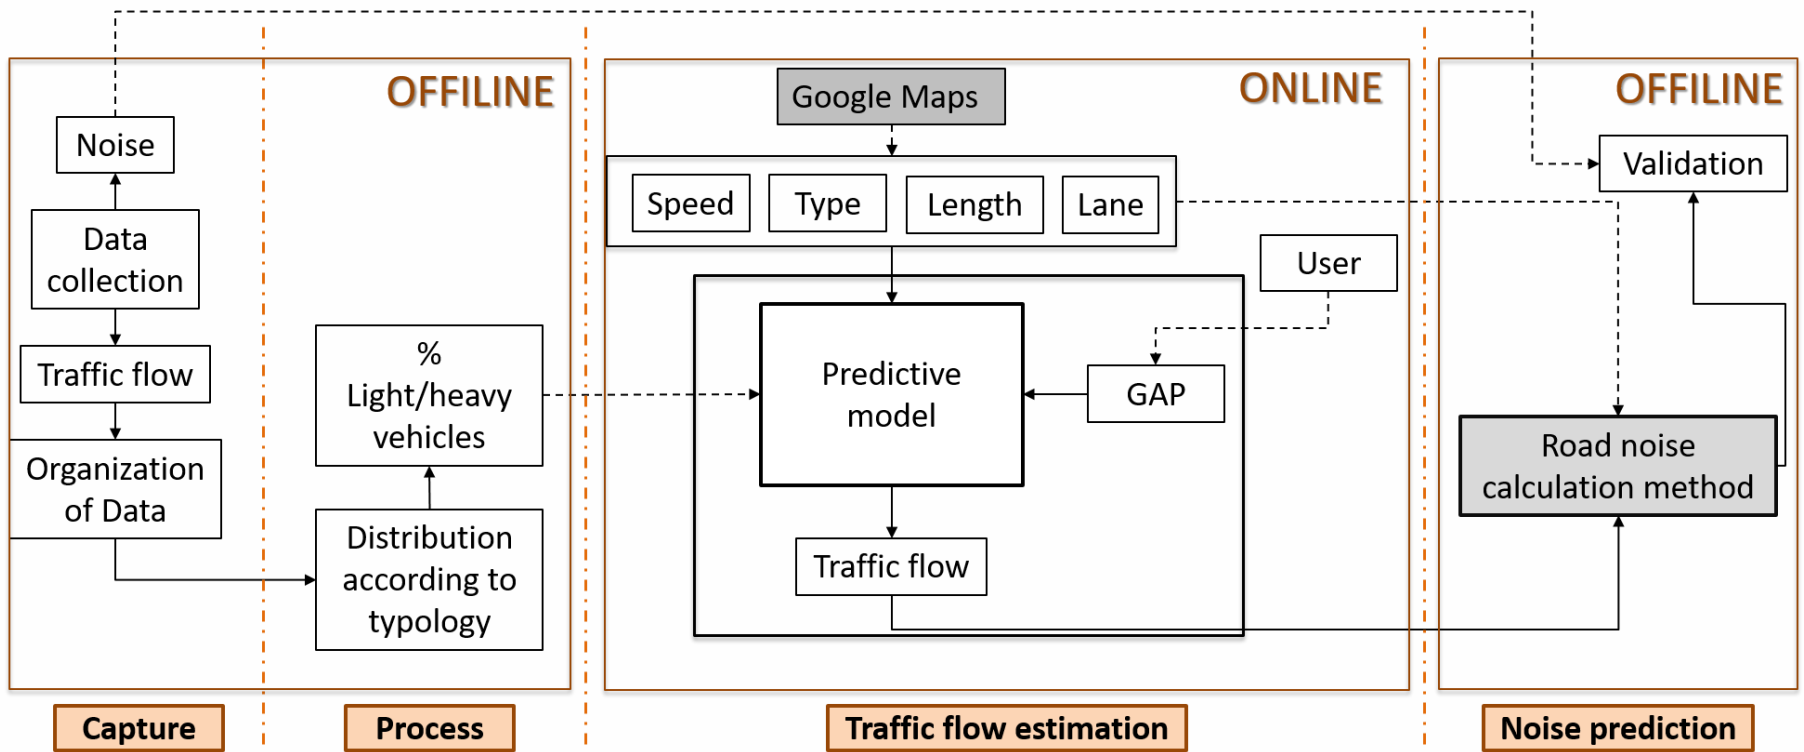 OFFILINE
Noise
Data
collection
Traffic flow
Organization
of Data
%
Light/heavy
vehicles
Distribution
according to
typology
ONLINE
Google Maps
Speed
Type
Length
Lane
User
Predictive
model
GAP
Traffic flow
OFFILINE
Validation
Road noise
calculation method
Capture
Process
Traffic flow estimation
Noise prediction